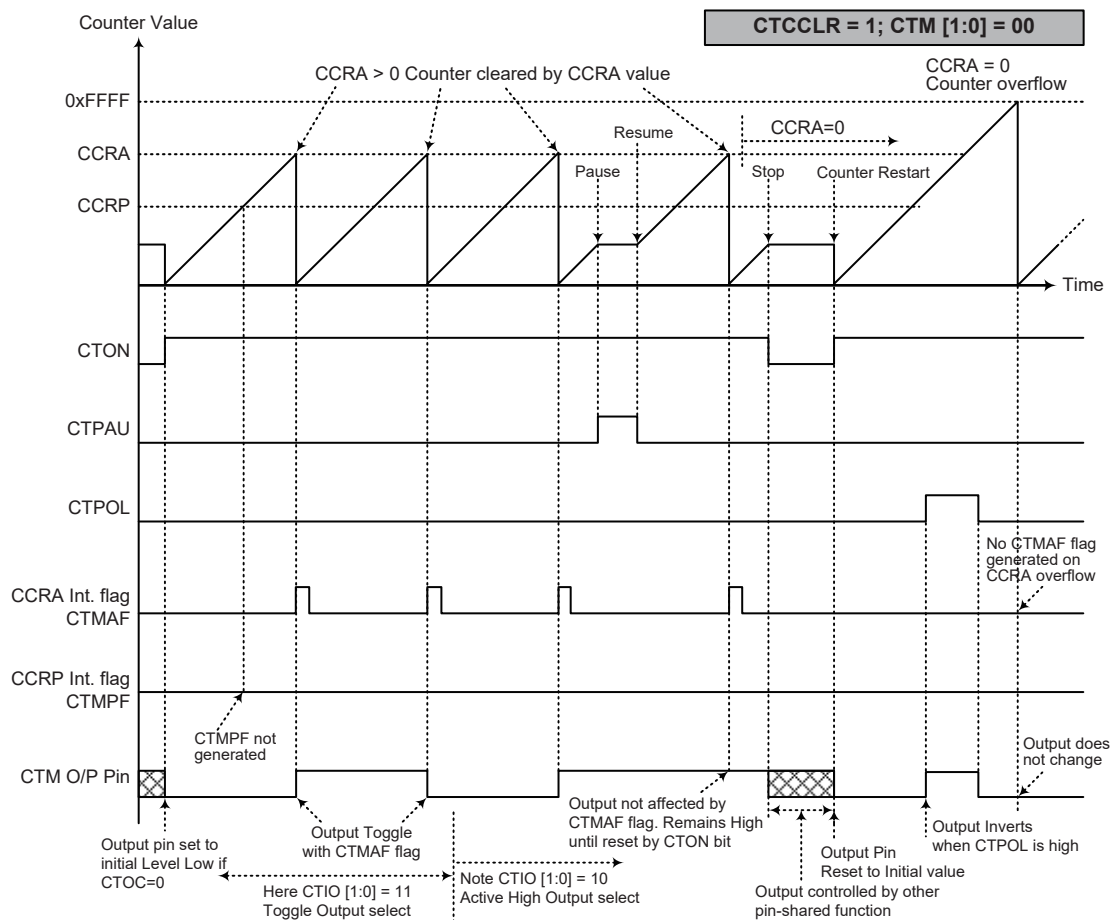 Counter Value
CTCCLR = 1; CTM [1:0] = 00
CCRA > 0 Counter cleared by CCRA value
CCRA = 0
Counter overflow
0xFFFF
CCRA=0
Resume
CCRA
Pause
Stop
Counter Restart
CCRP
Time
CTON
CTPAU
CTPOL
No CTMAF flag
generated on
CCRA overflow
CCRA Int. flag
CTMAF
CCRP Int. flag
CTMPF
CTMPF not
generated
Output does
not change
CTM O/P Pin
Output pin set to
initial Level Low if
CTOC=0
Output Toggle
with CTMAF flag
Output not affected by
CTMAF flag. Remains High
until reset by CTON bit
Output Inverts
when CTPOL is high
Output Pin
Reset to Initial value
Here CTIO [1:0] = 11
Toggle Output select
Note CTIO [1:0] = 10
Active High Output select
Output controlled by other
pin-shared function